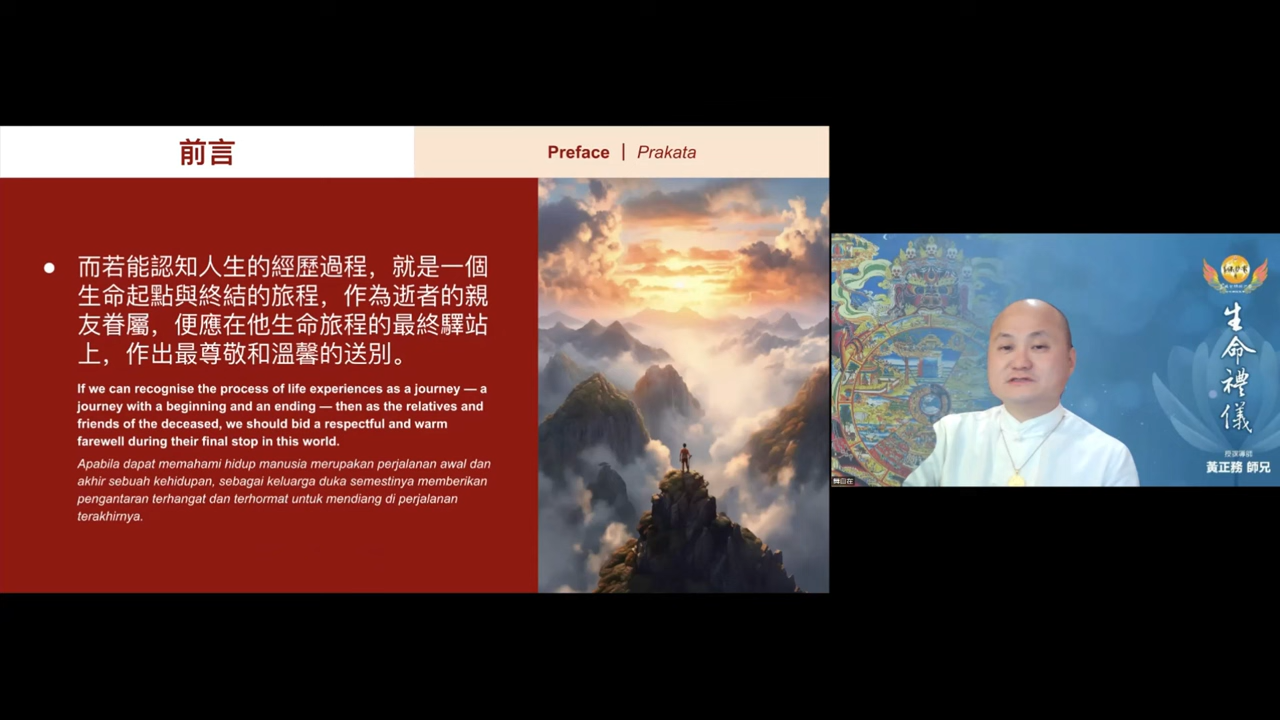 前言
Preface | Prakata
而若能認知人生的經歷過程，就是一個
生命起點與終結的旅程，作為逝者的親
友眷屬，便應在他生命旅程的最終驛站
上，作出最尊敬和溫馨的送別。
If we can recognise the process of life experiences as a journey — a
journey with a beginning and an ending — then as the relatives and
friends of the deceased, we should bid a respectful and warm
farewell during their final stop in this world.
Apabila dapat memahami hidup manusia merupakan perjalanan awal dan
akhir sebuah kehidupan, sebagai keluarga duka semestinya memberikan
pengantaran terhangat dan terhormat untuk mendiang di perjalanan
terakhirnya.
生命禮儀
授課導師
黃正務 師兄